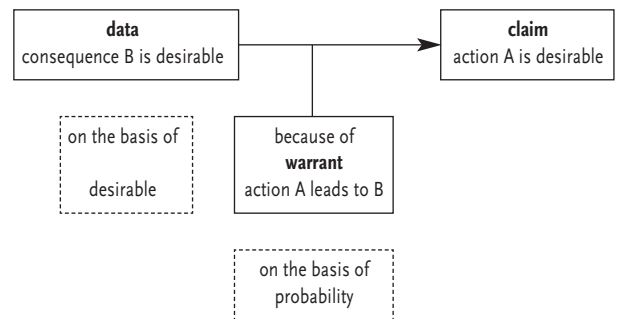 data
consequence B is desirable
claim
action A is desirable
on the basis of
desirable
because of
warrant
action A leads to B
on the basis of
probability